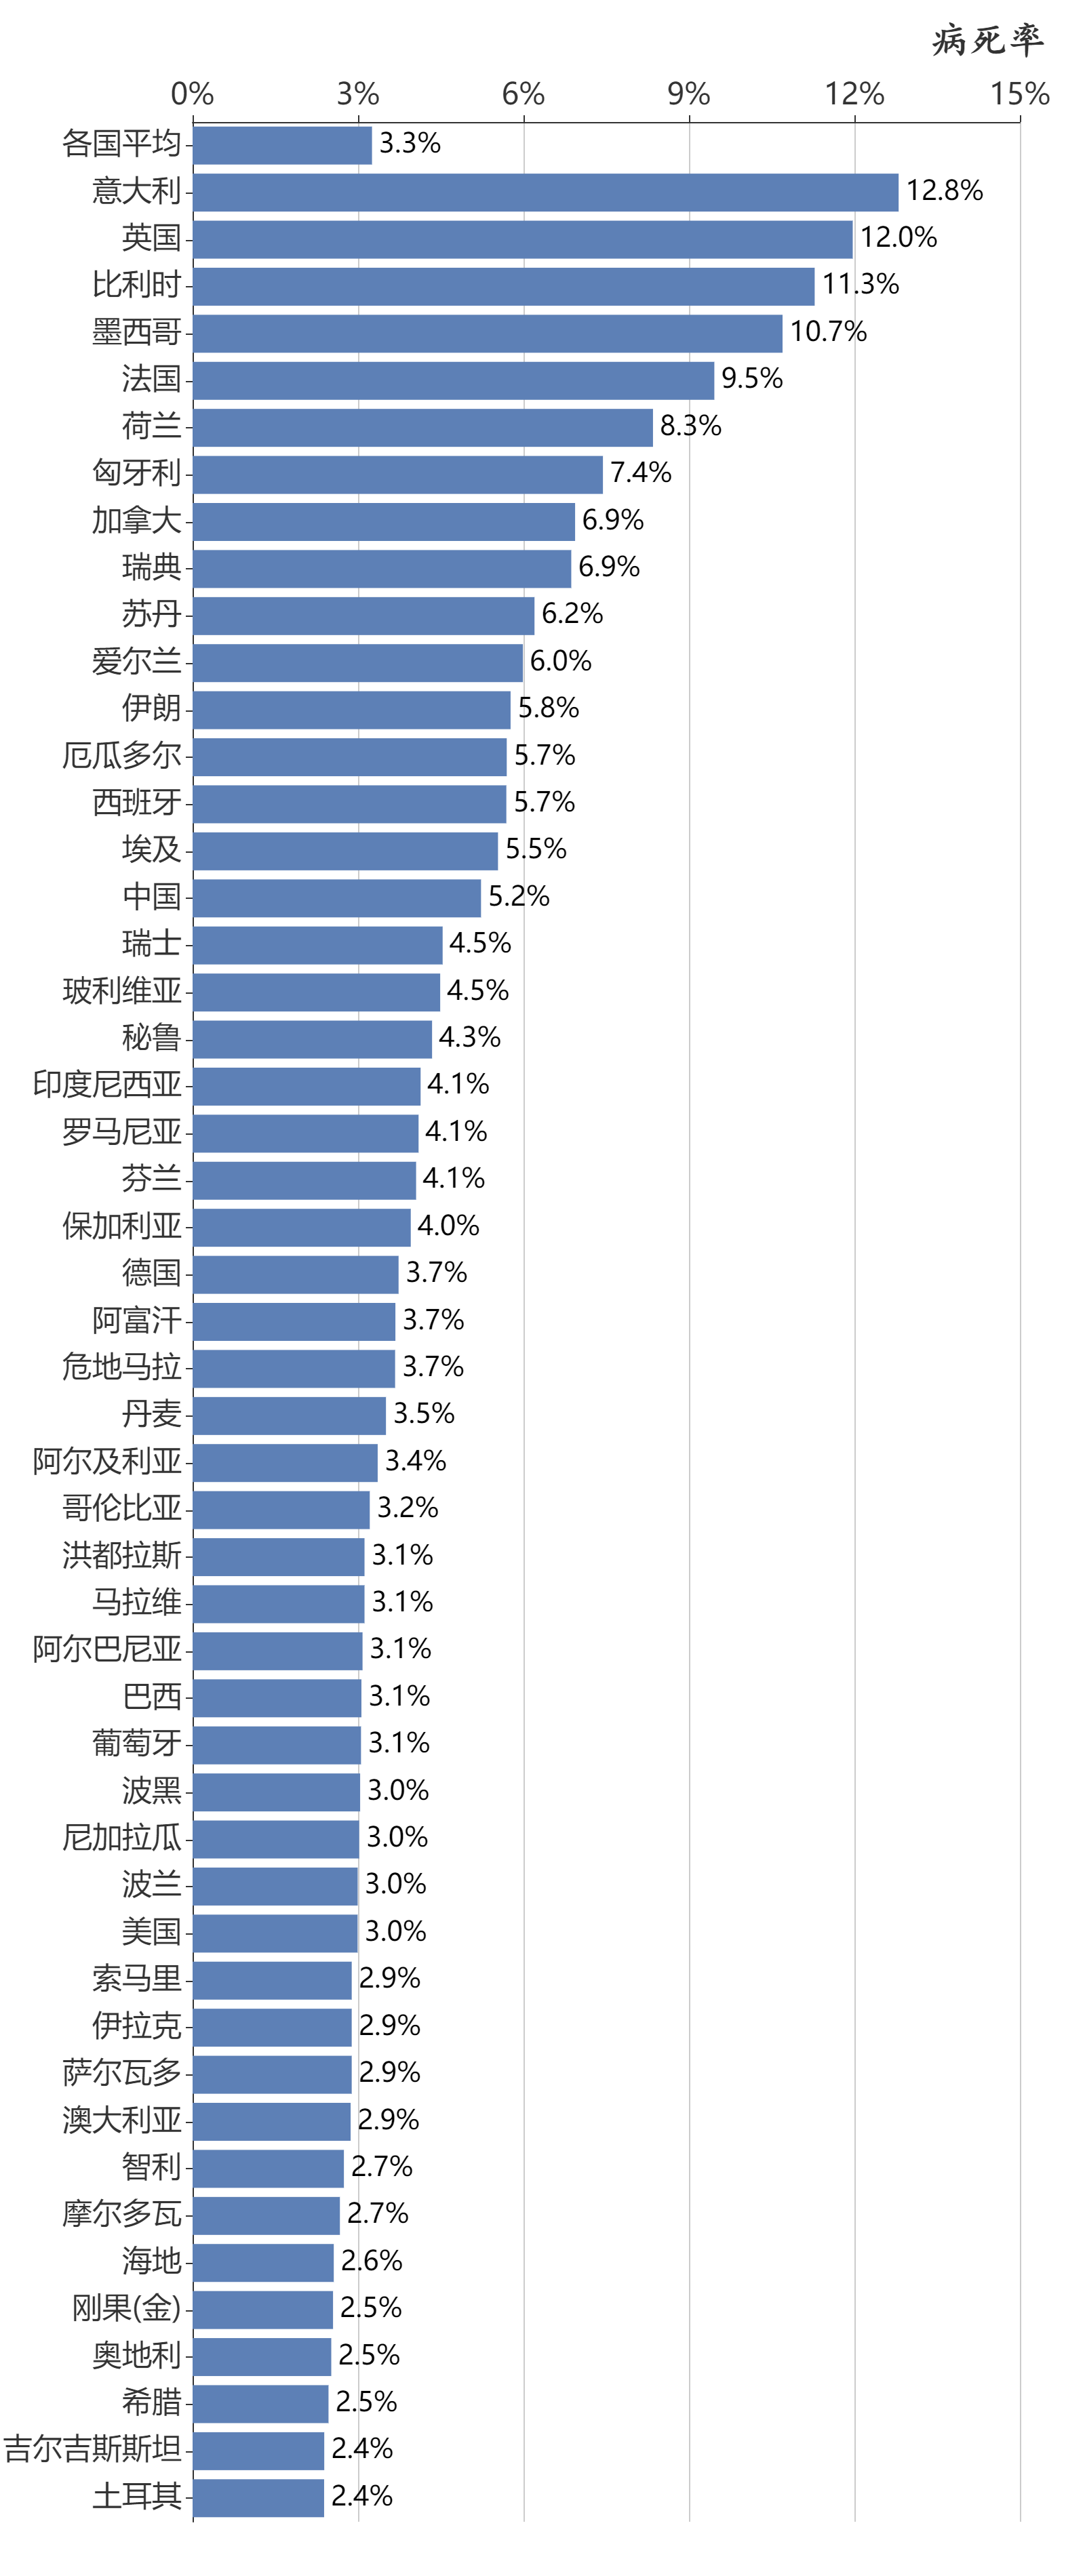 病死率
0% 3% 6% 9% 12% 15%
各国平均 3.3%
意大利 12.8%
英国 12.0%
比利时 11.3%
墨西哥 10.7%
法国 9.5%
荷兰 8.3%
匈牙利 7.4%
加拿大 6.9%
瑞典 6.9%
苏丹 6.2%
爱尔兰 6.0%
伊朗 5.8%
厄瓜多尔 5.7%
西班牙 5.7%
埃及 5.5%
中国 5.2%
瑞士 4.5%
玻利维亚 4.5%
秘鲁 4.3%
印度尼西亚 4.1%
罗马尼亚 4.1%
芬兰 4.1%
保加利亚 4.0%
德国 3.7%
阿富汗 3.7%
危地马拉 3.7%
丹麦 3.5%
阿尔及利亚 3.4%
哥伦比亚 3.2%
洪都拉斯 3.1%
马拉维 3.1%
阿尔巴尼亚 3.1%
巴西 3.1%
葡萄牙 3.1%
波黑 3.0%
尼加拉瓜 3.0%
波兰 3.0%
美国 3.0%
索马里 2.9%
伊拉克 2.9%
萨尔瓦多 2.9%
澳大利亚 2.9%
智利 2.7%
摩尔多瓦 2.7%
海地 2.6%
刚果(金) 2.5%
奥地利 2.5%
希腊 2.5%
吉尔吉斯斯坦 2.4%
土耳其 2.4%